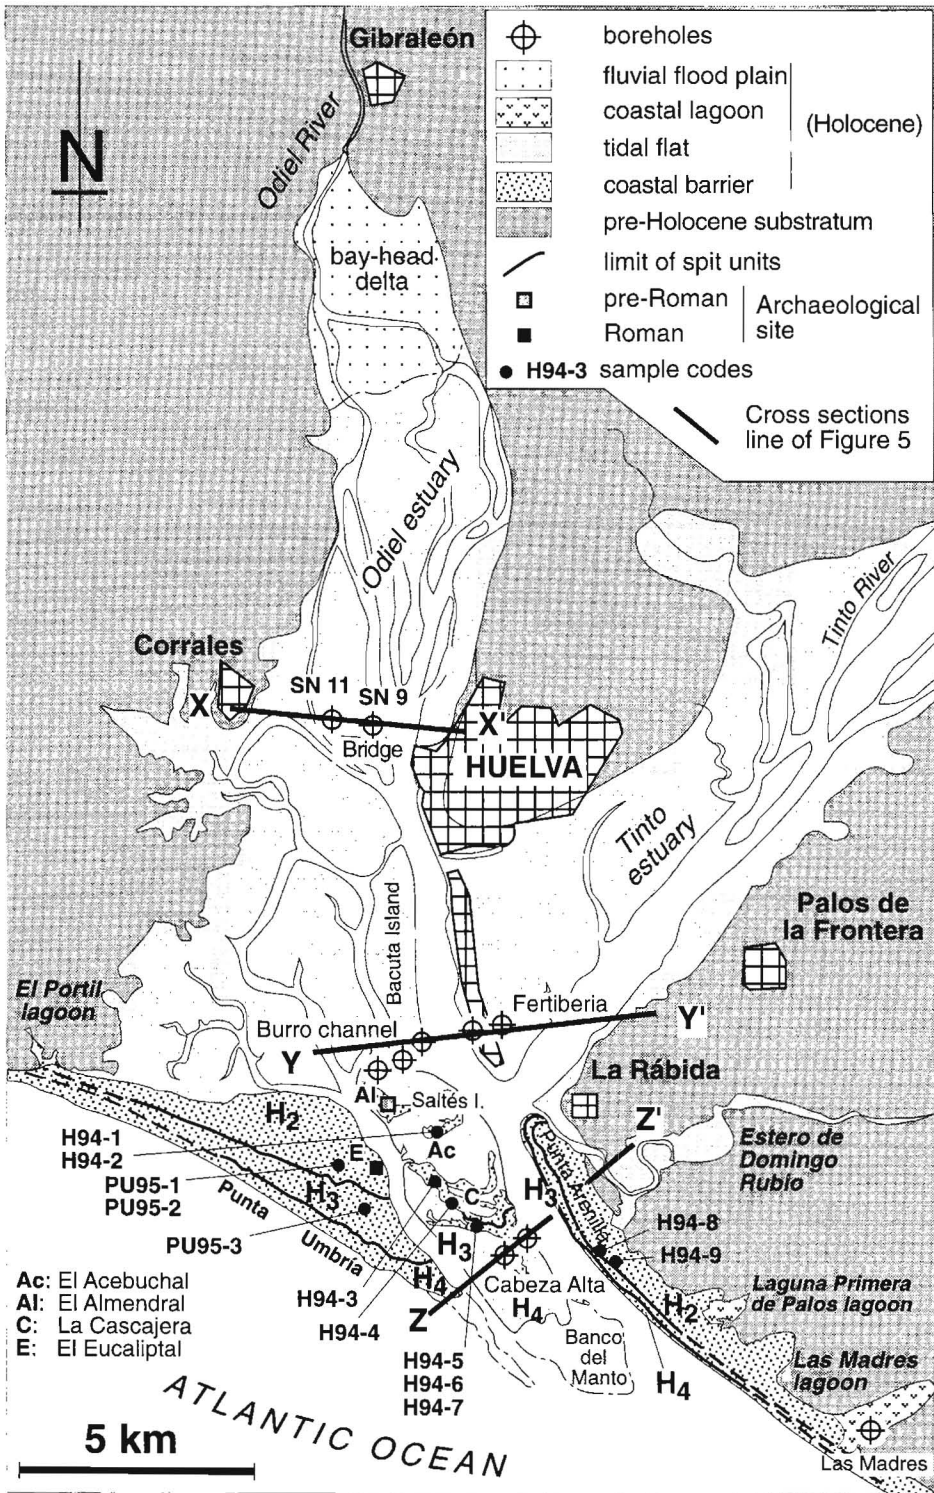 Gibraleón
boreholes
fluvial flood plain
coastal lagoon
(Holocene)
tidal flat
coastal barrier
pre-Holocene substratum
limit of spit units
pre-Roman
Archaeological
site
Roman
H94-3 sample codes
Cross sections
line of Figure 5
N
Odiel River
bay-head
delta
Odiel estuary
Tinto River
Corrales
SN 11
SN 9
X
X'
Bridge
HUELVA
Tinto
estuary
Bacuta Island
Palos de
la Frontera
El Portil
lagoon
Fertiberia
Burro channel
Y
Y'
La Rábida
Al
Saltés I.
Z'
H2
H94-1
H94-2
Ac
Punta Arenilla
Estero de
Domingo
Rubio
E
PU95-1
PU95-2
H3
C
H3
Punta
Umbría
PU95-3
H3
H94-8
H94-9
H4
Cabeza Alta
H94-3
H94-4
Z
H4
H2
Laguna Primera
de Palos lagoon
Ac: El Acebuchal
Al: El Almendral
C: La Cascajera
E: El Eucaliptal
H94-5
H94-6
H94-7
Banco
del
Manto
H4
Las Madres
lagoon
ATLANTIC OCEAN
5 km
Las Madres